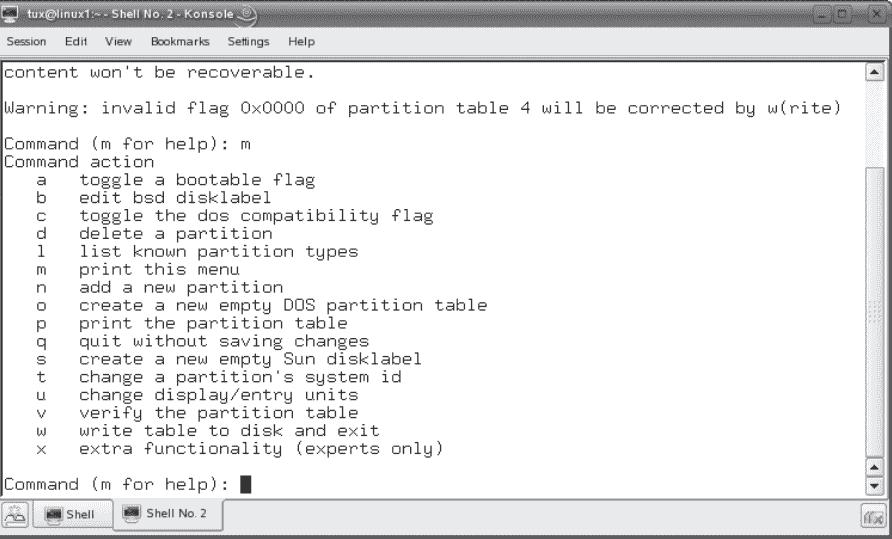 tux@linux1:~ - Shell No. 2 - Konsole
Session Edit View Bookmarks Settings Help
content won't be recoverable.
Warning: invalid flag 0x0000 of partition table 4 will be corrected by w(rite)
Command (m for help): m
Command action
a toggle a bootable flag
b edit bsd disklabel
c toggle the dos compatibility flag
d delete a partition
l list known partition types
m print this menu
n add a new partition
o create a new empty DOS partition table
p print the partition table
q quit without saving changes
s create a new empty Sun disklabel
t change a partition's system id
u change display/entry units
v verify the partition table
w write table to disk and exit
x extra functionality (experts only)
Command (m for help):
Shell Shell No. 2